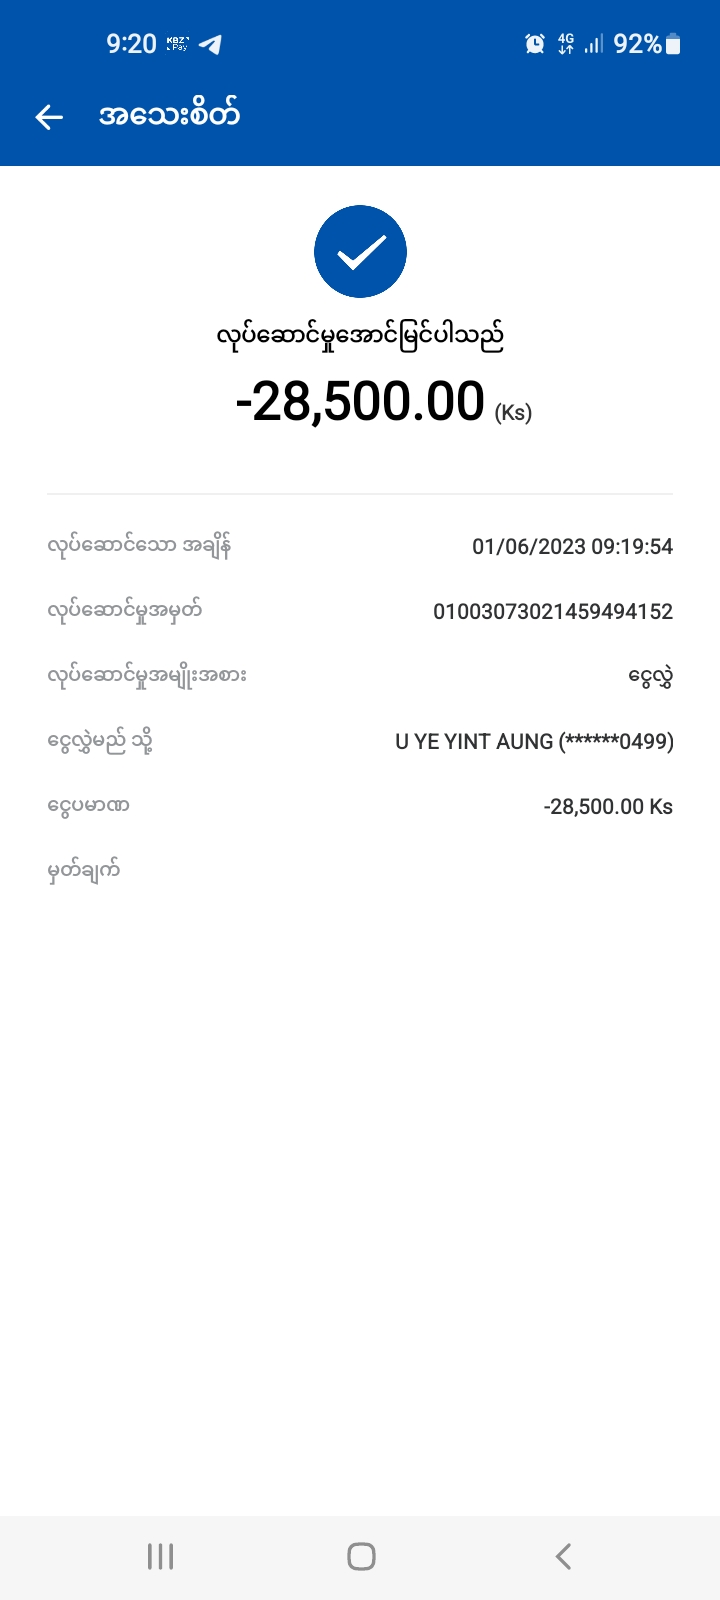 9:20 KBZ Pay 4G 92%
အသေးစိတ်
လုပ်ဆောင်မှုအောင်မြင်ပါသည်
-28,500.00 (Ks)
လုပ်ဆောင်သော အချိန် 01/06/2023 09:19:54
လုပ်ဆောင်မှုအမှတ် 01003073021459494152
လုပ်ဆောင်မှုအမျိုးအစား ငွေလွှဲ
ငွေလွှဲမည် သို့ U YE YINT AUNG (******0499)
ငွေပမာဏ -28,500.00 Ks
မှတ်ချက်